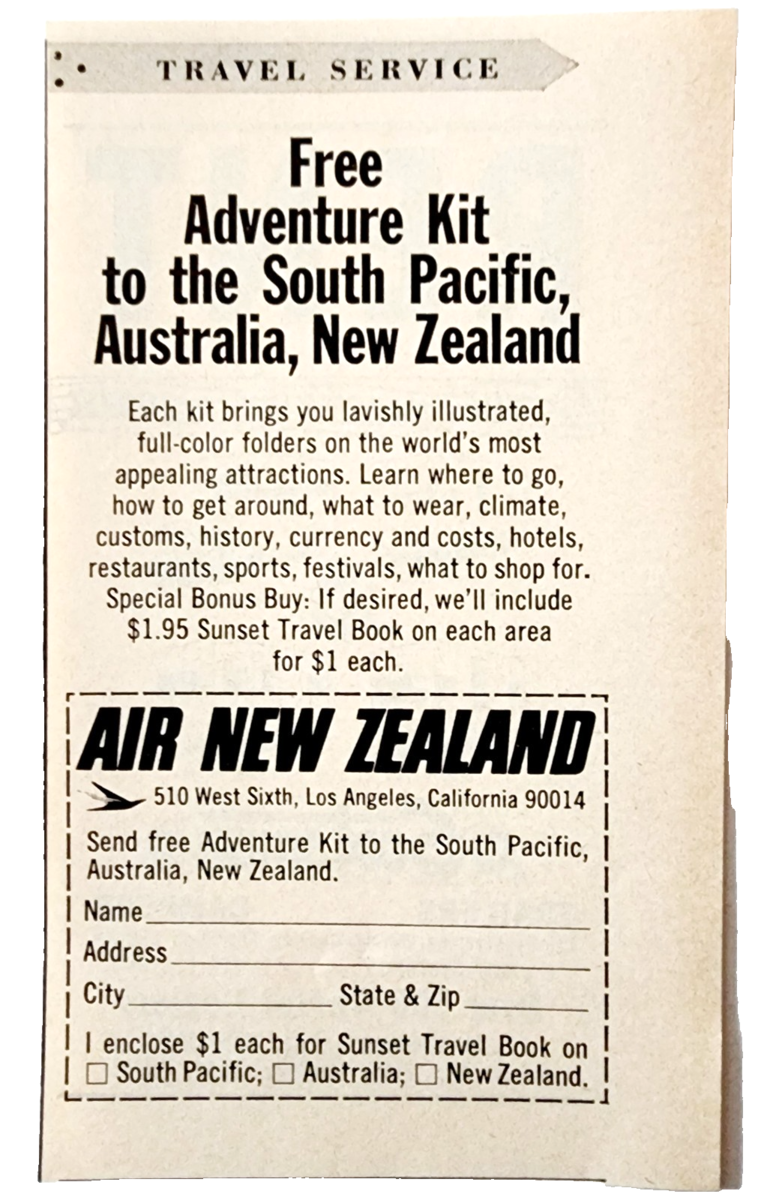 TRAVEL SERVICE
Free
Adventure Kit
to the South Pacific,
Australia, New Zealand
Each kit brings you lavishly illustrated,
full-color folders on the world's most
appealing attractions. Learn where to go,
how to get around, what to wear, climate,
customs, history, currency and costs, hotels,
restaurants, sports, festivals, what to shop for.
Special Bonus Buy: If desired, we'll include
$1.95 Sunset Travel Book on each area
for $1 each.
AIR NEW ZEALAND
510 West Sixth, Los Angeles, California 90014
Send free Adventure Kit to the South Pacific,
Australia, New Zealand.
Name
Address
City State & Zip
I enclose $1 each for Sunset Travel Book on
□ South Pacific; □ Australia; □ New Zealand.